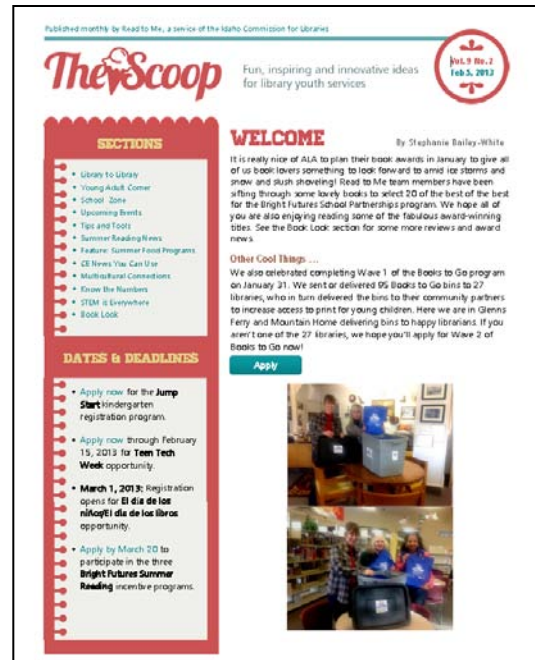 Published monthly by Read to Me, a service of the Idaho Commission for Libraries
The Scoop
Fun, inspiring and innovative ideas
for library youth services
Vol. 9 No. 2
Feb 5, 2013
SECTIONS
• Library to Library
• Young Adult Corner
• School Zone
• Upcoming Events
• Tips and Tools
• Summer Reading News
• Feature: Summer Food Programs
• CE News You Can Use
• Multicultural Connections
• Know the Numbers
• STEM is Everywhere
• Book Look
DATES & DEADLINES
• Apply now for the Jump
Start kindergarten
registration program.
• Apply now through February
15, 2013 for Teen Tech
Week opportunity.
• March 1, 2013: Registration
opens for El día de los
niños/El día de los libros
opportunity.
• Apply by March 20 to
participate in the three
Bright Futures Summer
Reading incentive programs.
WELCOME
By Stephanie Bailey-White
It is really nice of ALA to plan their book awards in January to give all
of us book lovers something to look forward to amid ice storms and
snow and slush shoveling! Read to Me team members have been
sifting through some lovely books to select 20 of the best of the best
for the Bright Futures School Partnerships program. We hope all of
you are also enjoying reading some of the fabulous award-winning
titles. See the Book Look section for some more reviews and award
news.
Other Cool Things ...
We also celebrated completing Wave 1 of the Books to Go program
on January 31. We sent or delivered 95 Books to Go bins to 27
libraries, who in turn delivered the bins to their community partners
to increase access to print for young children. Here we are in Glenns
Ferry and Mountain Home delivering bins to happy librarians. If you
aren't one of the 27 libraries, we hope you'll apply for Wave 2 of
Books to Go now!
Apply